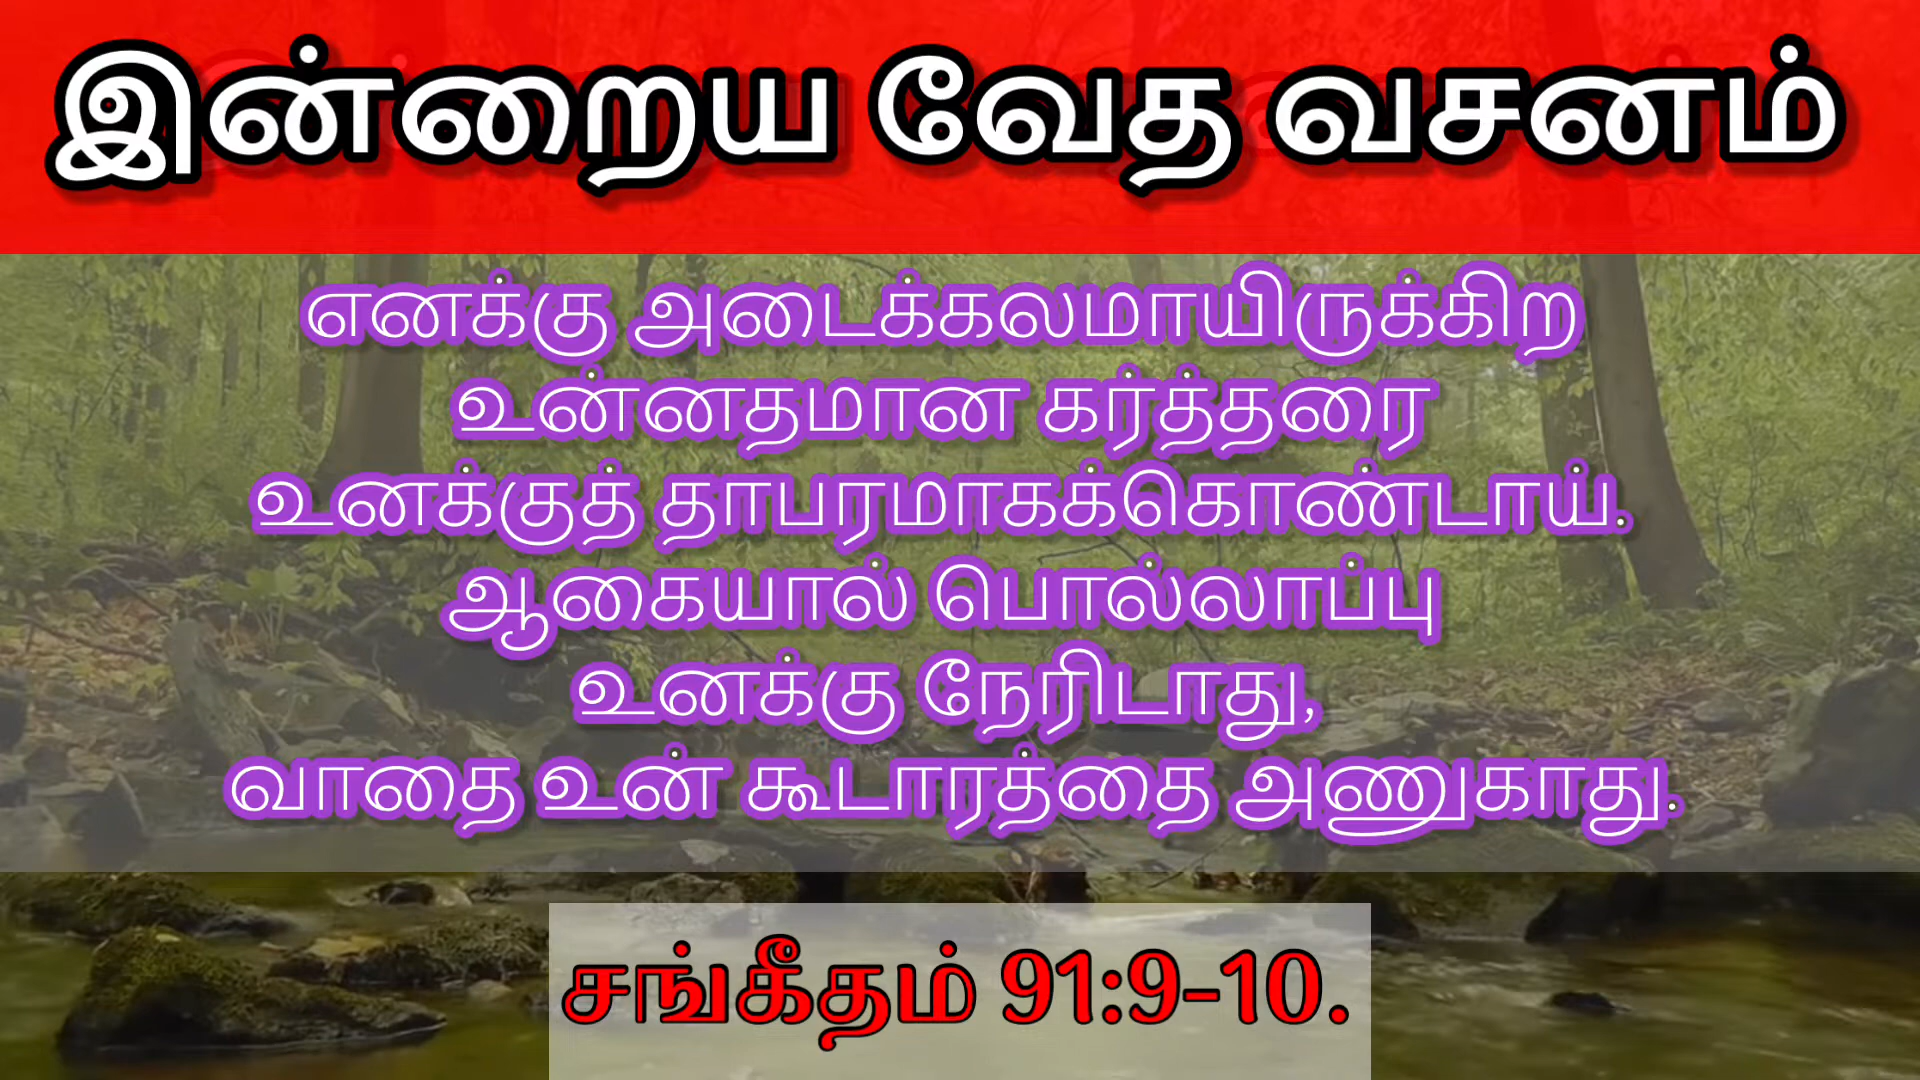 இன்றைய வேத வசனம்
எனக்கு அடைக்கலமாயிருக்கிற
உன்னதமான கர்த்தரை
உனக்குத் தாபரமாகக்கொண்டாய்.
ஆகையால் பொல்லாப்பு
உனக்கு நேரிடாது,
வாதை உன் கூடாரத்தை அணுகாது.
சங்கீதம் 91:9-10.